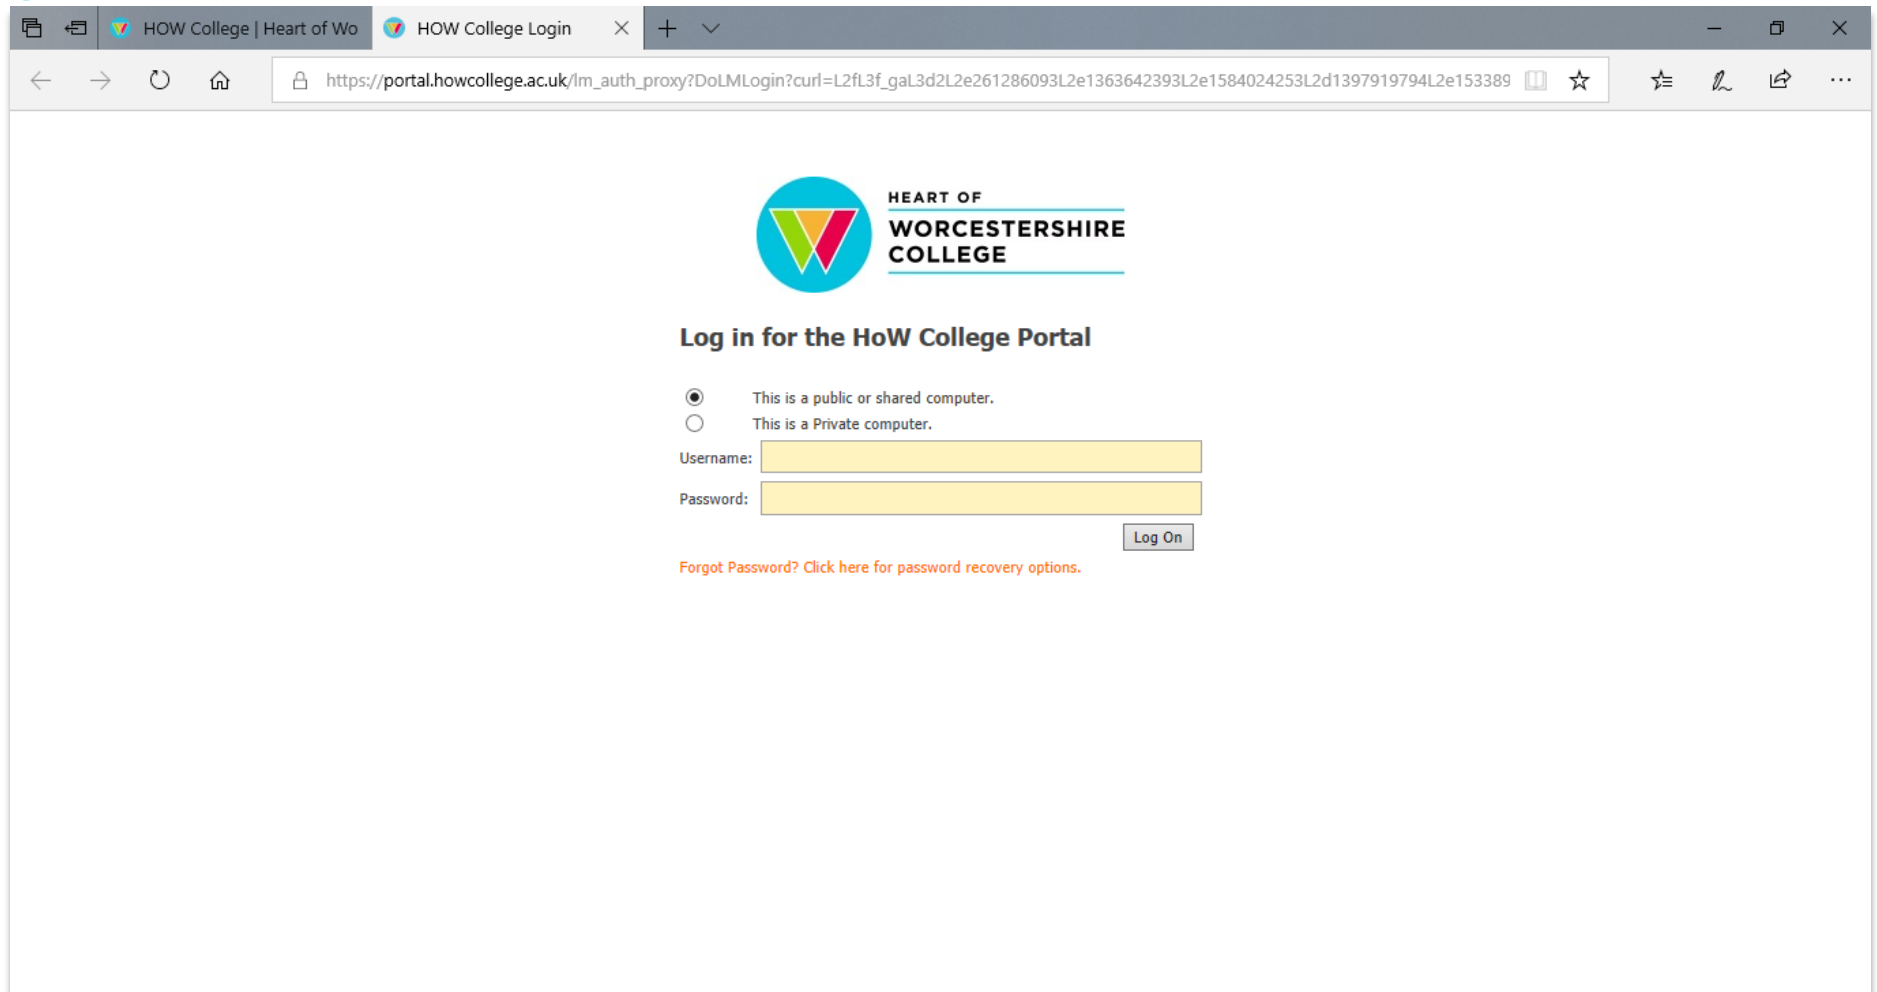 HOW College | Heart of Wo
HOW College Login
https://portal.howcollege.ac.uk/lm_auth_proxy?DoLMLogin?curl=L2fL3f_gaL3d2L2e261286093L2e1363642393L2e1584024253L2d1397919794L2e153389
HEART OF
WORCESTERSHIRE
COLLEGE
Log in for the HoW College Portal
This is a public or shared computer.
This is a Private computer.
Username:
Password:
Log On
Forgot Password? Click here for password recovery options.